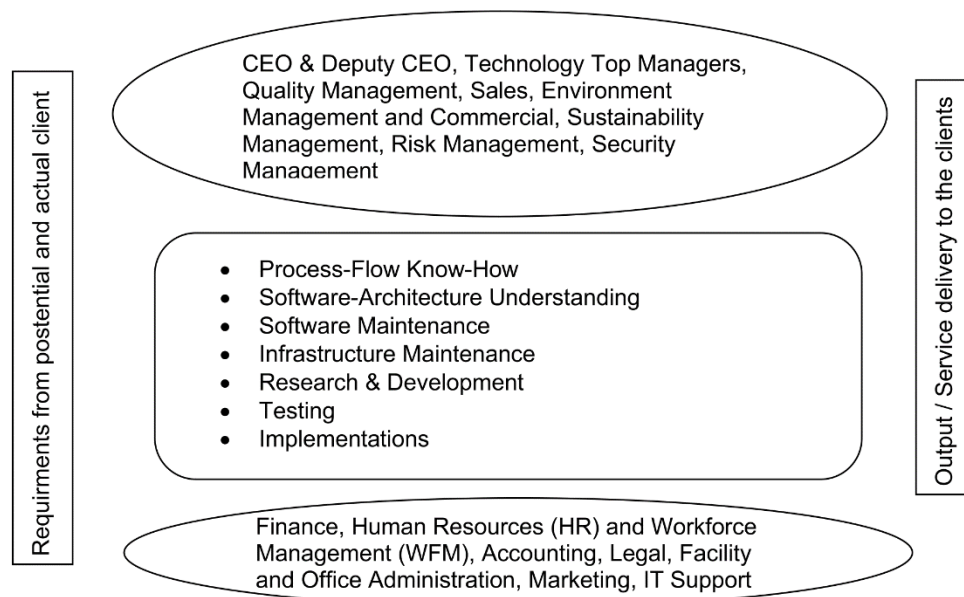 Requirments from postential and actual client
CEO & Deputy CEO, Technology Top Managers,
Quality Management, Sales, Environment
Management and Commercial, Sustainability
Management, Risk Management, Security
Management
• Process-Flow Know-How
• Software-Architecture Understanding
• Software Maintenance
• Infrastructure Maintenance
• Research & Development
• Testing
• Implementations
Finance, Human Resources (HR) and Workforce
Management (WFM), Accounting, Legal, Facility
and Office Administration, Marketing, IT Support
Output / Service delivery to the clients